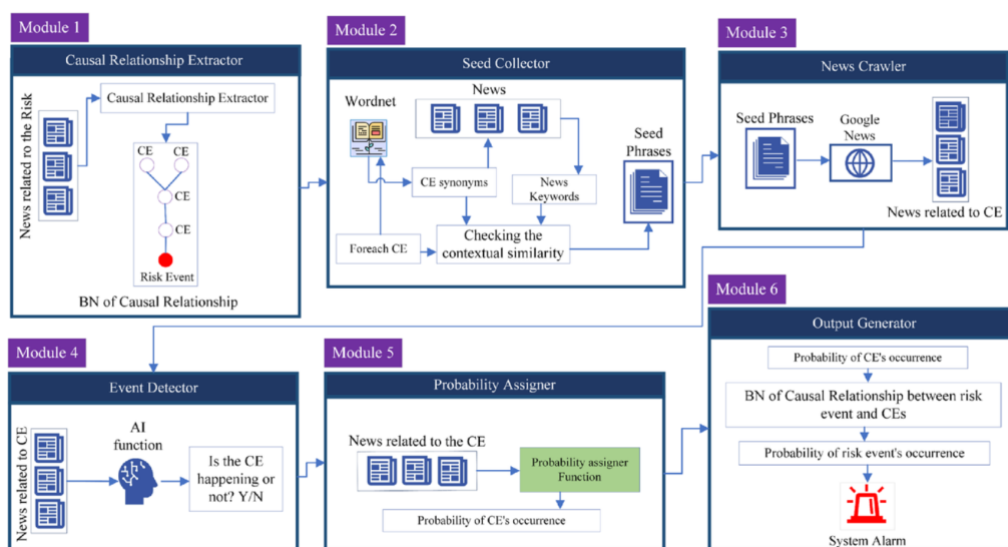 Module 1
Causal Relationship Extractor
News related ro the Risk
Causal Relationship Extractor
CE
CE
CE
CE
Risk Event
BN of Causal Relationship
Module 2
Seed Collector
Wordnet
News
CE synonyms
News
Keywords
Seed
Phrases
Foreach CE
Checking the
contextual similarity
Module 3
News Crawler
Seed Phrases
Google
News
News related to CE
Module 4
Event Detector
News related to CE
AI
function
Is the CE
happening or
not? Y/N
Module 5
Probability Assigner
News related to the CE
Probability assigner
Function
Probability of CE's occurrence
Module 6
Output Generator
Probability of CE's occurrence
BN of Causal Relationship between risk
event and CEs
Probability of risk event's occurrence
System Alarm